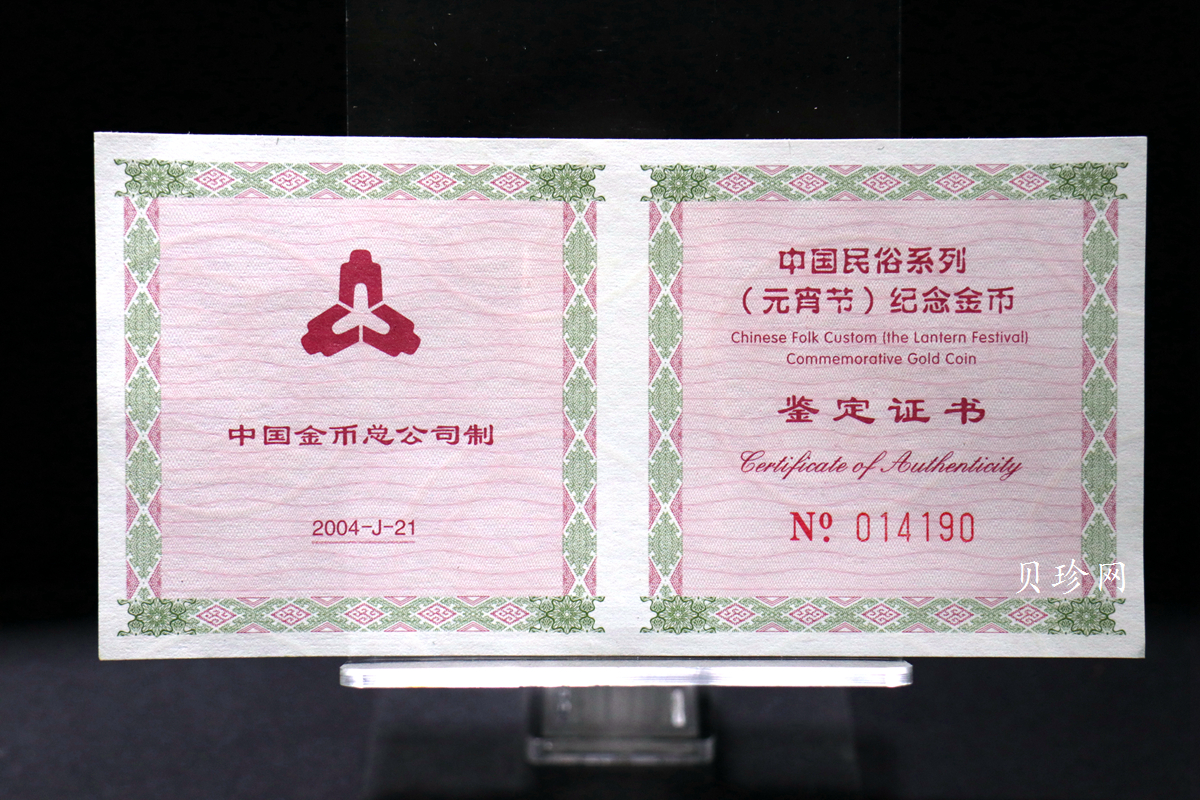 中国金币总公司制
2004-J-21
中国民俗系列
（元宵节）纪念金币
Chinese Folk Custom (the Lantern Festival)
Commemorative Gold Coin
鉴定证书
Certificate of Authenticity
Nº 014190
贝珍网